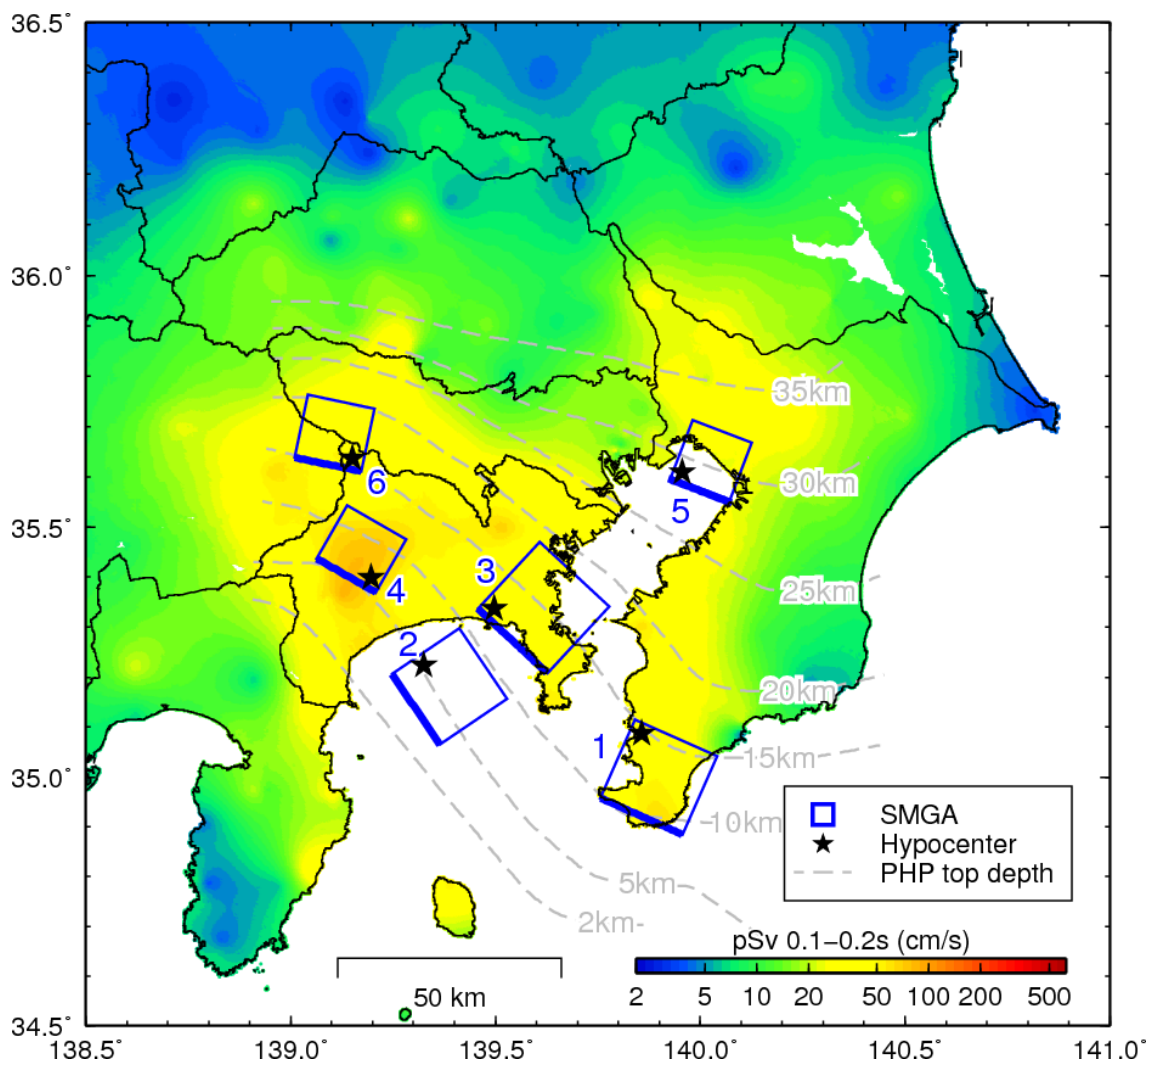 36.5°
36.0°
35.5°
35.0°
34.5°
138.5°
139.0°
139.5°
140.0°
140.5°
141.0°
35km
30km
25km
20km
15km
10km
5km
2km
6
5
4
3
2
1
SMGA
Hypocenter
PHP top depth
pSv 0.1−0.2s (cm/s)
2 5 10 20 50 100 200 500
50 km